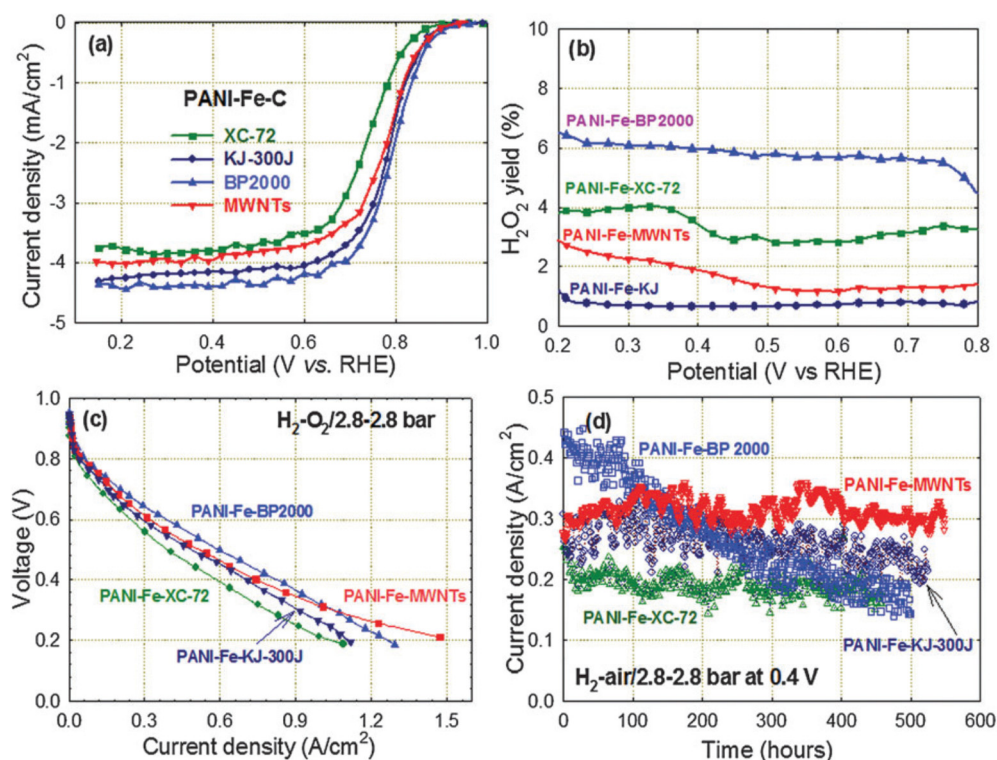 (a)
PANI-Fe-C
XC-72
KJ-300J
BP2000
MWNTs
0
-1
-2
-3
-4
-5
0.2 0.4 0.6 0.8 1.0
Current density (mA/cm²)
Potential (V vs. RHE)
(b)
PANI-Fe-BP2000
PANI-Fe-XC-72
PANI-Fe-MWNTs
PANI-Fe-KJ
10
8
6
4
2
0
0.2 0.3 0.4 0.5 0.6 0.7 0.8
H₂O₂ yield (%)
Potential (V vs RHE)
(c)
H₂-O₂/2.8-2.8 bar
PANI-Fe-BP2000
PANI-Fe-XC-72
PANI-Fe-MWNTs
PANI-Fe-KJ-300J
1.0
0.8
0.6
0.4
0.2
0.0
0.0 0.3 0.6 0.9 1.2 1.5
Voltage (V)
Current density (A/cm²)
(d)
PANI-Fe-BP 2000
PANI-Fe-MWNTs
PANI-Fe-XC-72
PANI-Fe-KJ-300J
H₂-air/2.8-2.8 bar at 0.4 V
0.5
0.4
0.3
0.2
0.1
0 100 200 300 400 500 600
Current density (A/cm²)
Time (hours)